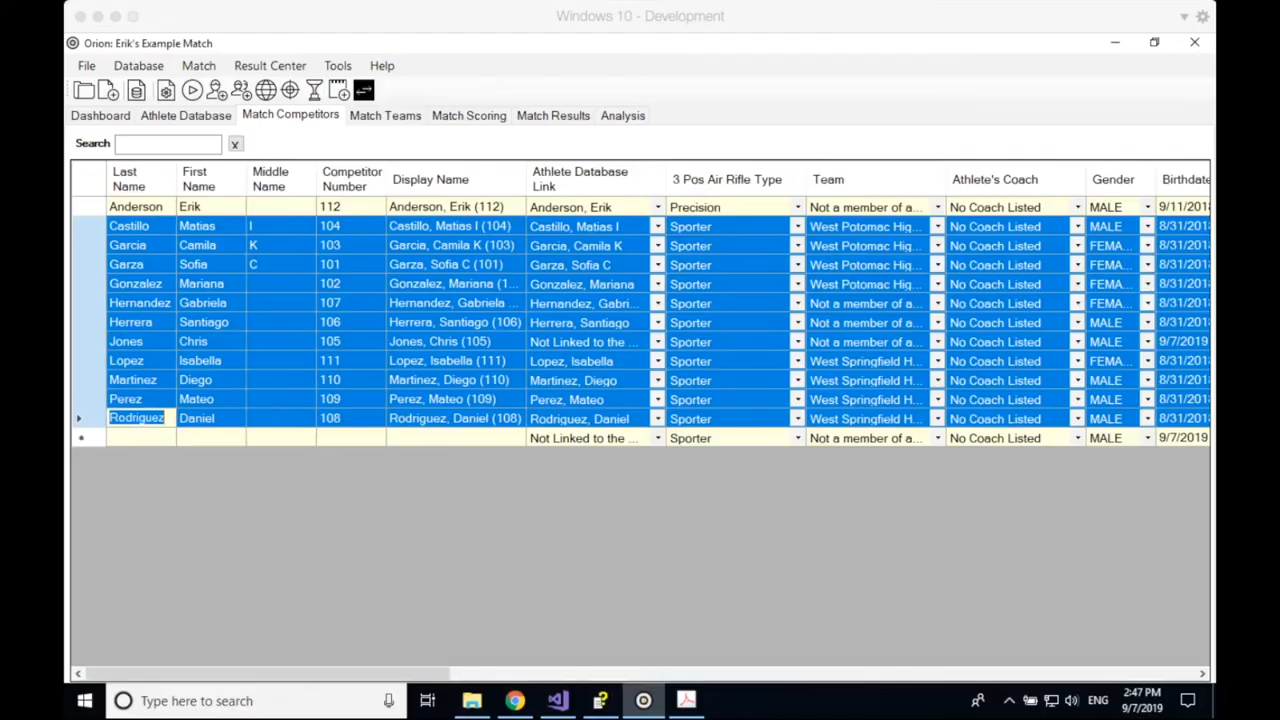 Windows 10 - Development
Orion: Erik's Example Match
File Database Match Result Center Tools Help
Dashboard Athlete Database Match Competitors Match Teams Match Scoring Match Results Analysis
Search x
Last Name First Name Middle Name Competitor Number Display Name Athlete Database Link 3 Pos Air Rifle Type Team Athlete's Coach Gender Birthdate
Anderson Erik 112 Anderson, Erik (112) Anderson, Erik Precision Not a member of a... No Coach Listed MALE 9/11/201
Castillo Matias I 104 Castillo, Matias I (104) Castillo, Matias I Sporter West Potomac Hig... No Coach Listed MALE 8/31/201
Garcia Camila K 103 Garcia, Camila K (103) Garcia, Camila K Sporter West Potomac Hig... No Coach Listed FEMA... 8/31/201
Garza Sofia C 101 Garza, Sofia C (101) Garza, Sofia C Sporter West Potomac Hig... No Coach Listed FEMA... 8/31/201
Gonzalez Mariana 102 Gonzalez, Mariana (1... Gonzalez, Mariana Sporter West Potomac Hig... No Coach Listed FEMA... 8/31/201
Hernandez Gabriela 107 Hernandez, Gabriela ... Hernandez, Gabri... Sporter Not a member of a... No Coach Listed FEMA... 8/31/201
Herrera Santiago 106 Herrera, Santiago (106) Herrera, Santiago Sporter Not a member of a... No Coach Listed MALE 8/31/201
Jones Chris 105 Jones, Chris (105) Not Linked to the ... Sporter Not a member of a... No Coach Listed MALE 9/7/2019
Lopez Isabella 111 Lopez, Isabella (111) Lopez, Isabella Sporter West Springfield H... No Coach Listed FEMA... 8/31/201
Martinez Diego 110 Martinez, Diego (110) Martinez, Diego Sporter West Springfield H... No Coach Listed MALE 8/31/201
Perez Mateo 109 Perez, Mateo (109) Perez, Mateo Sporter West Springfield H... No Coach Listed MALE 8/31/201
Rodriguez Daniel 108 Rodriguez, Daniel (108) Rodriguez, Daniel Sporter West Springfield H... No Coach Listed MALE 8/31/201
Not Linked to the ... Sporter Not a member of a... No Coach Listed MALE 9/7/2019
Type here to search ENG 2:47 PM
9/7/2019